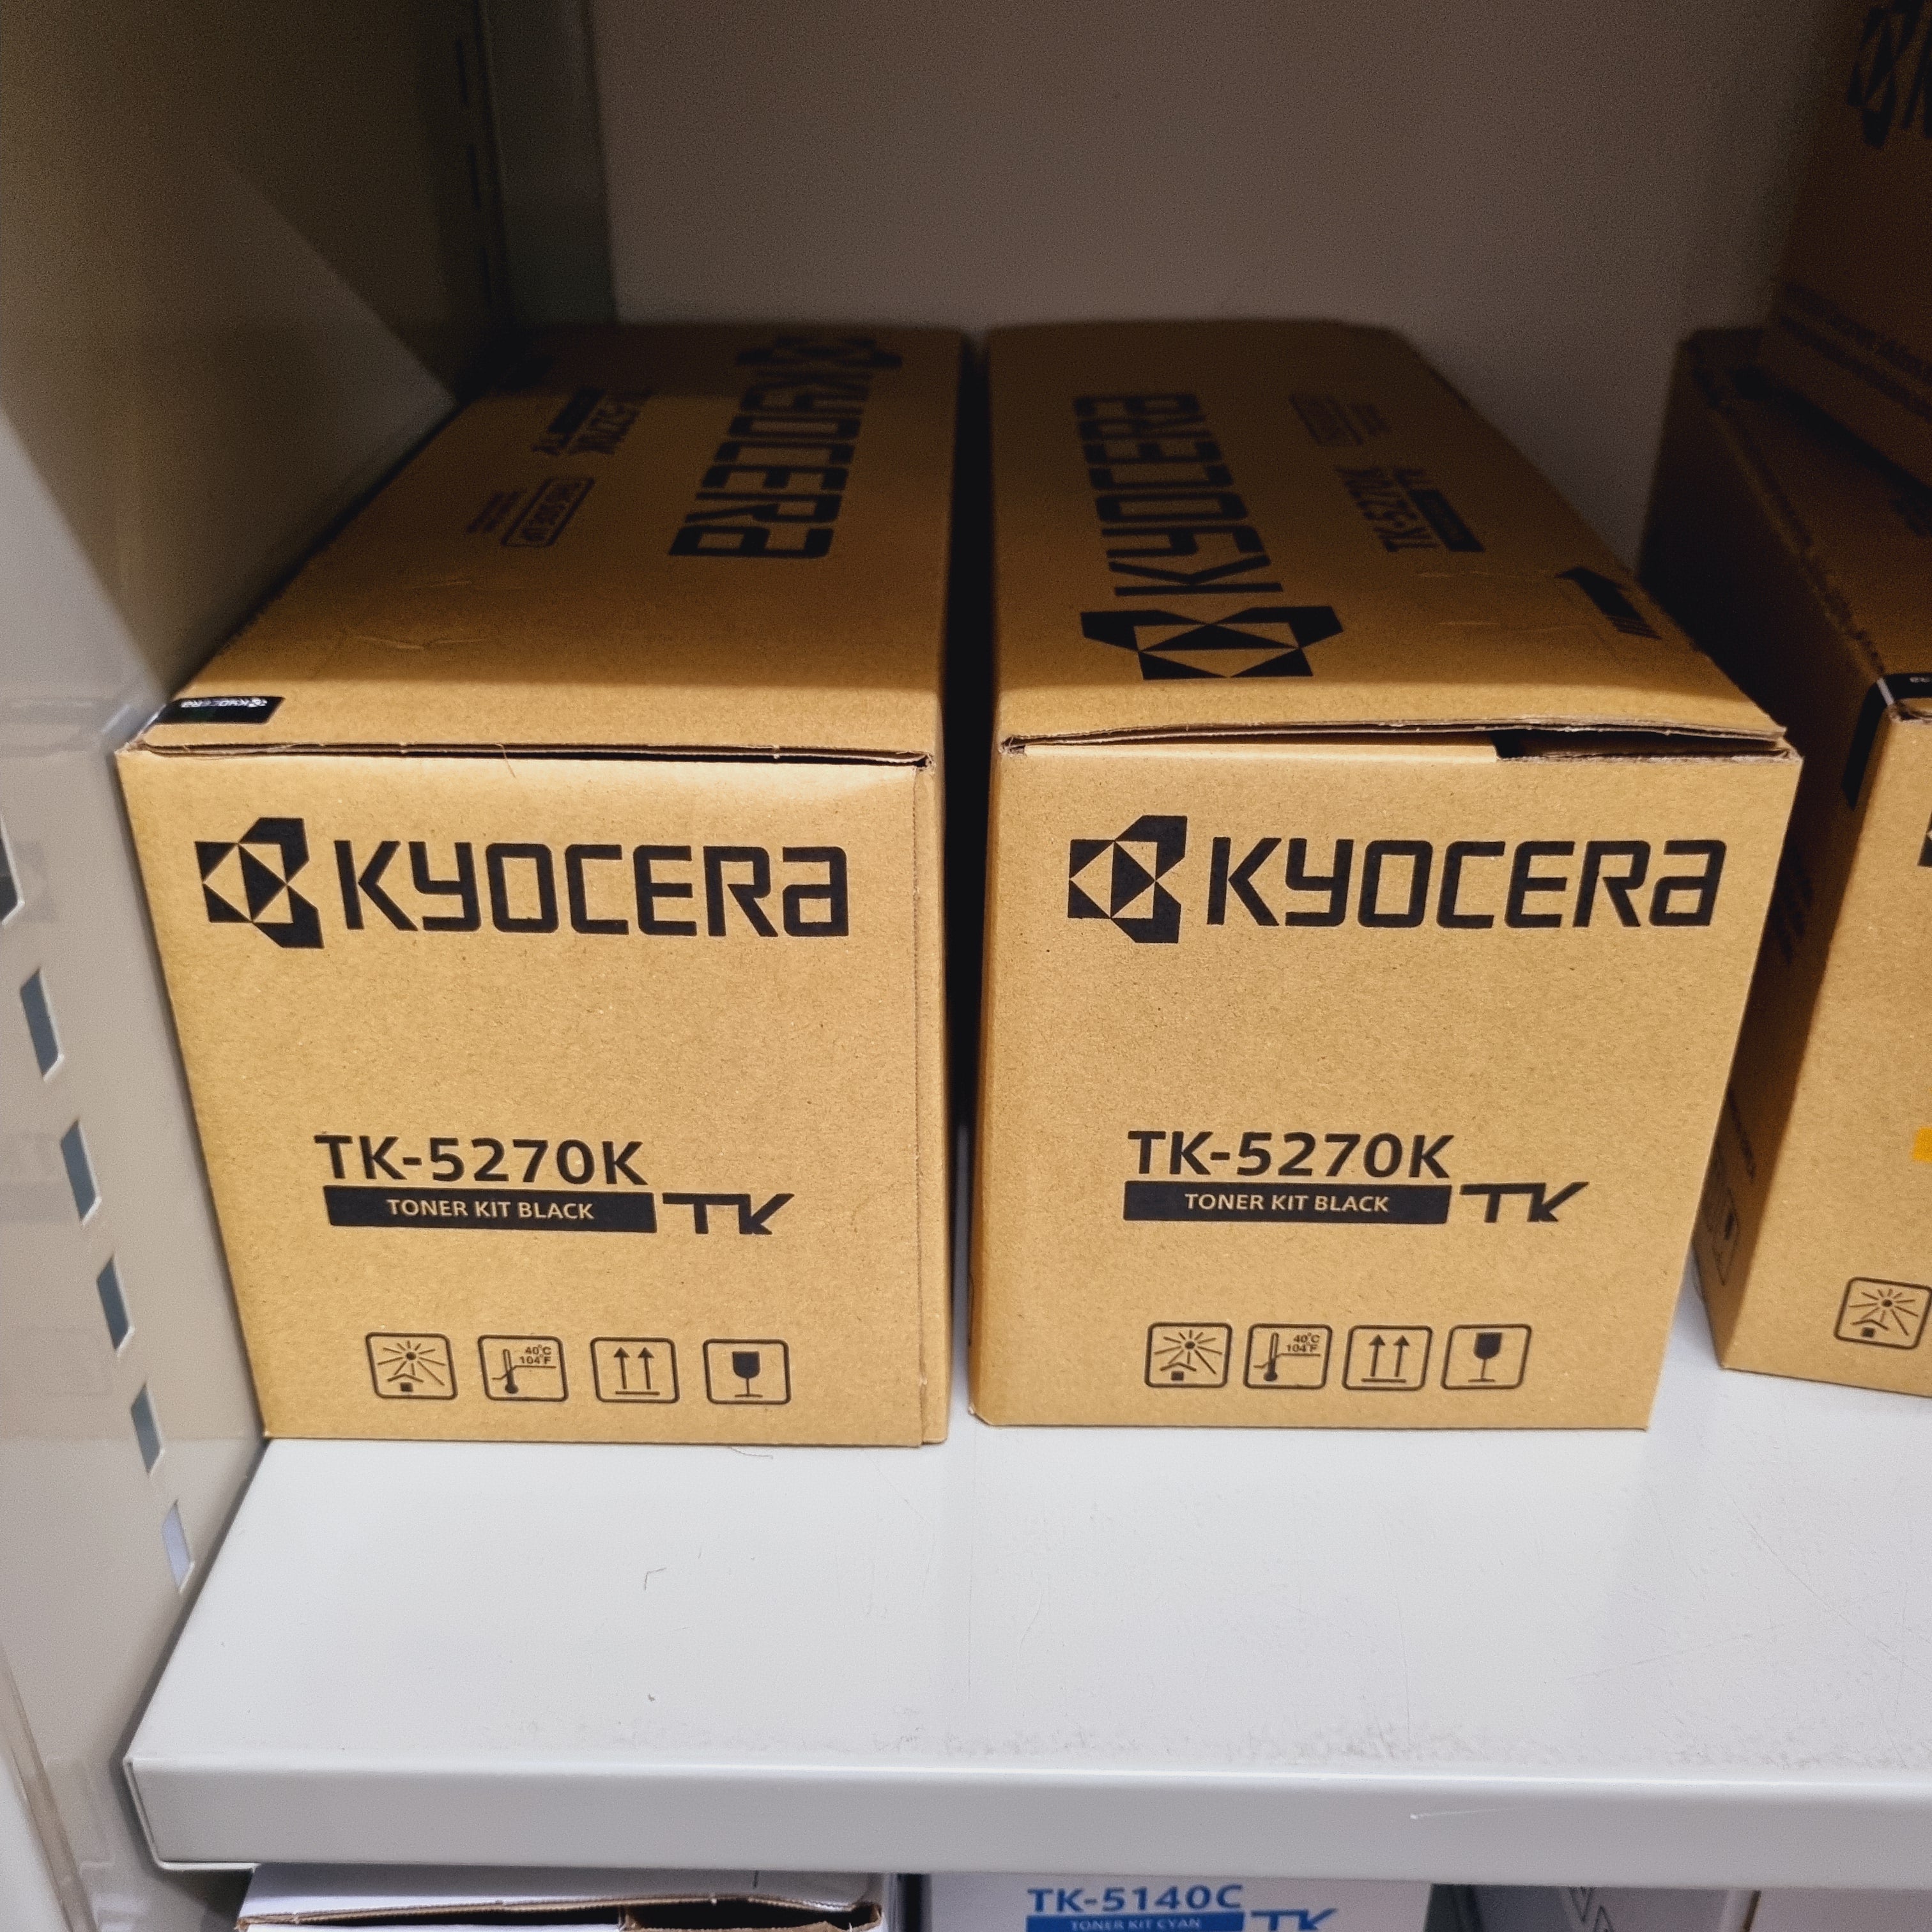 KYOCERA
TK-5270K
KYOCERA
TK-5270K
KYOCERA
KYOCERA
TK-5270K
TONER KIT BLACK TK
40°C
104°F
KYOCERA
TK-5270K
TONER KIT BLACK TK
40°C
104°F
TK-5140C
TONER KIT CYAN TK